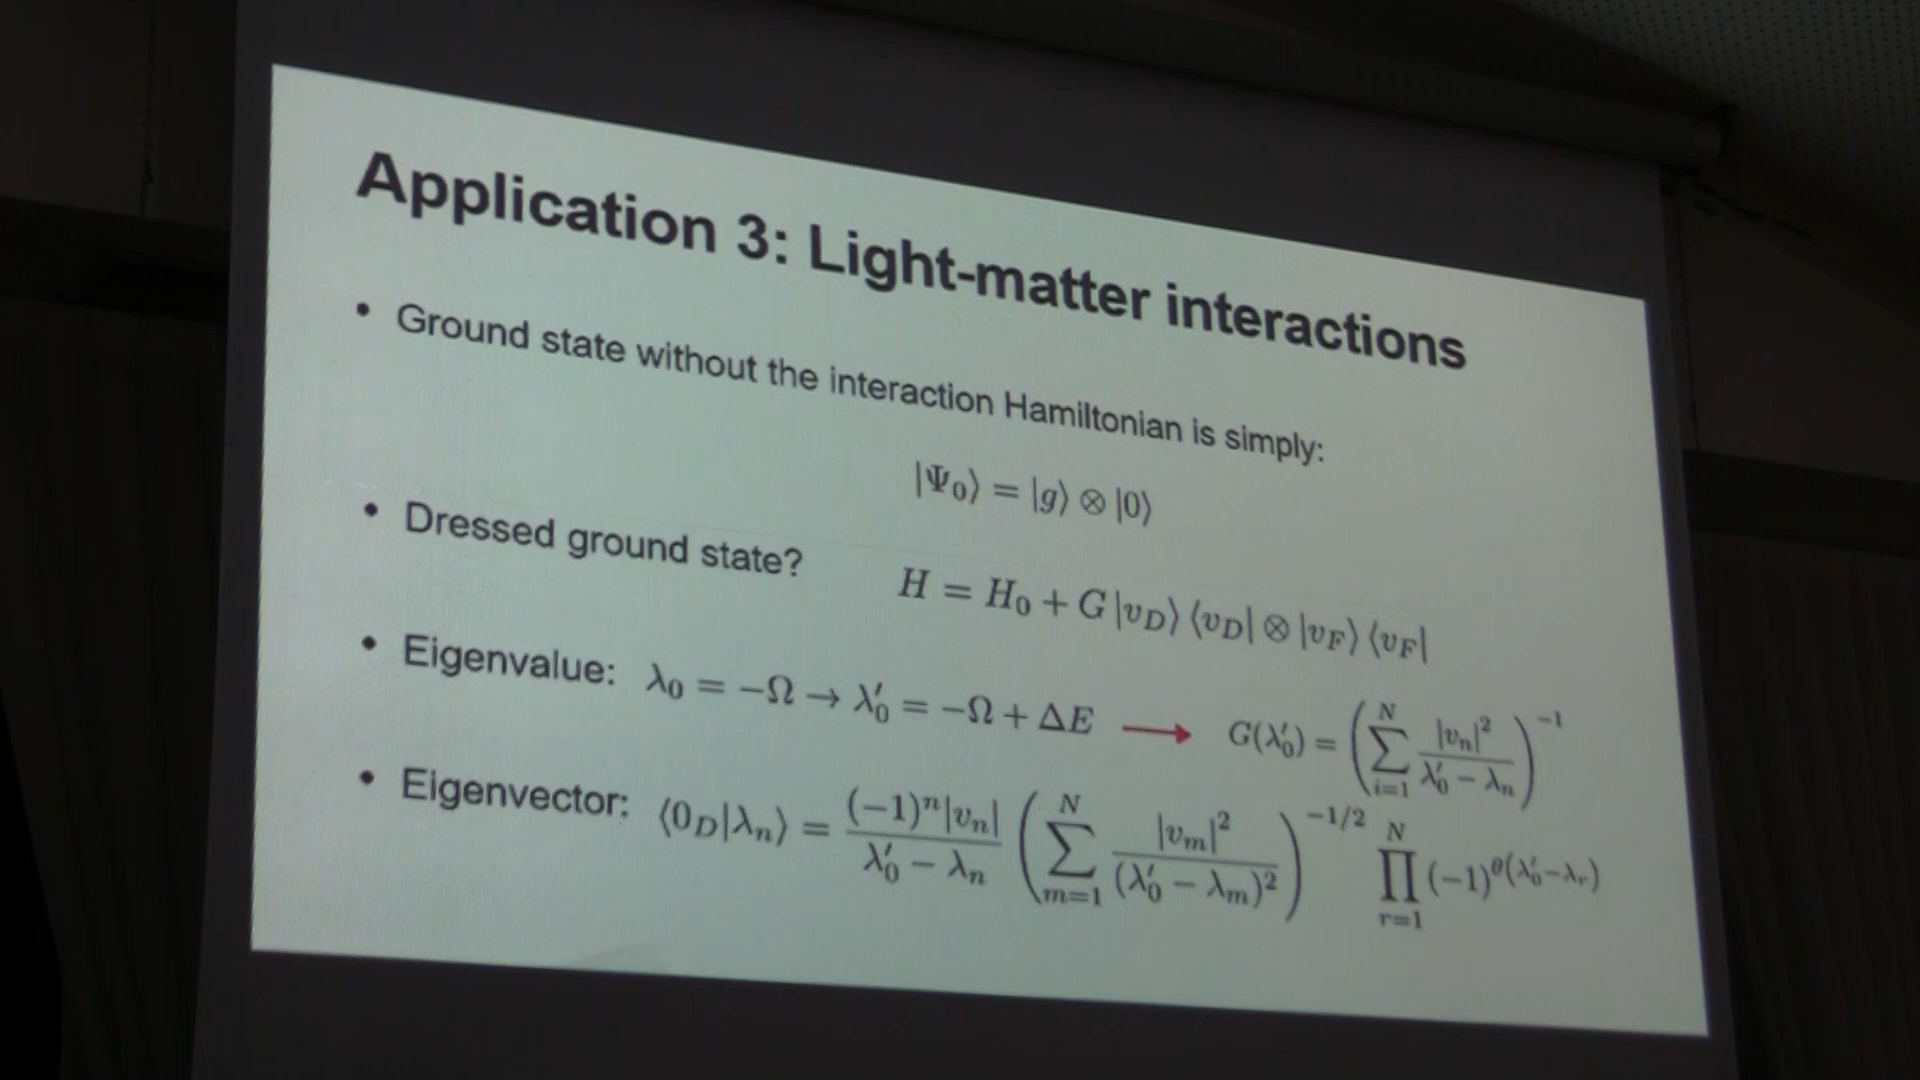 Application 3: Light-matter interactions
• Ground state without the interaction Hamiltonian is simply:
|Ψ₀⟩ = |g⟩ ⊗ |0⟩
• Dressed ground state? H = H₀ + G |v_D⟩ ⟨v_D| ⊗ |v_F⟩ ⟨v_F|
• Eigenvalue: λ₀ = −Ω → λ′₀ = −Ω + ΔE ⟶ G(λ′₀) = ( ∑_{i=1}^{N} |v_n|² / (λ′₀ − λ_n) )^{−1}
• Eigenvector: ⟨0_D|λ_n⟩ = (−1)ⁿ|v_n| / (λ′₀ − λ_n) ( ∑_{m=1}^{N} |v_m|² / (λ′₀ − λ_m)² )^{−1/2} ∏_{r=1}^{N} (−1)^{θ(λ′₀−λ_r)}